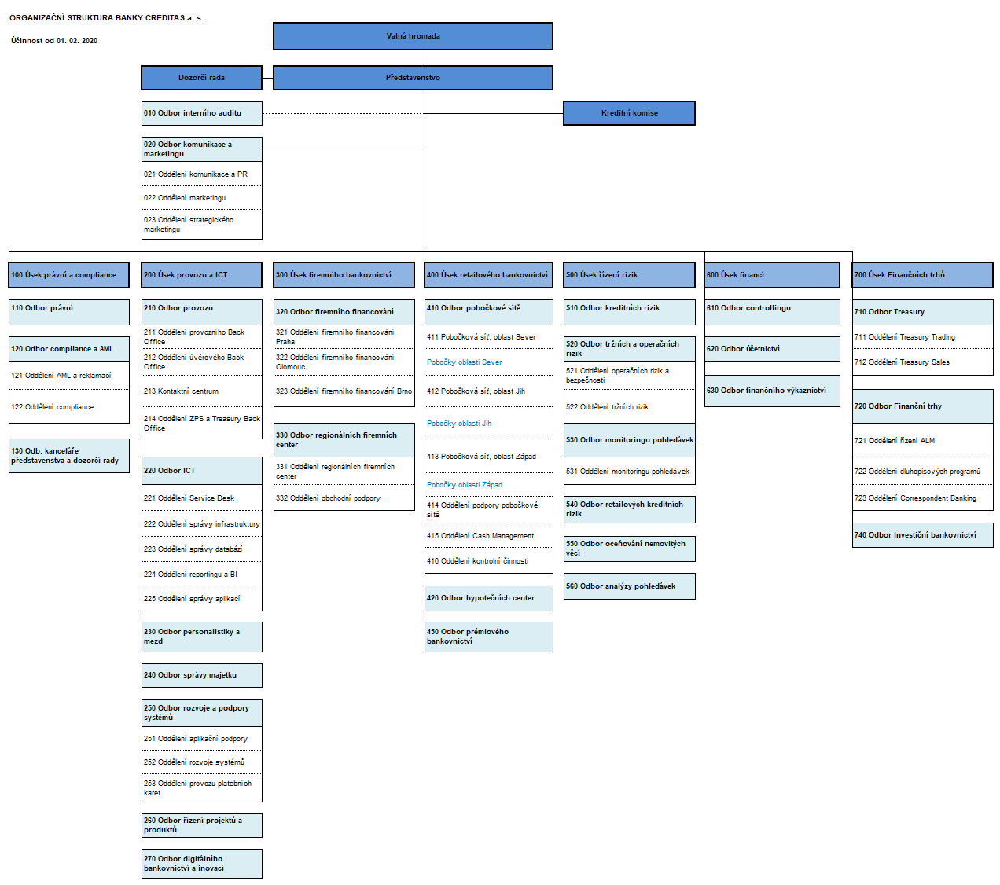 ORGANIZAČNÍ STRUKTURA BANKY CREDITAS a. s.
Účinnost od 01. 02. 2020
Valná hromada
Dozorčí rada
Představenstvo
010 Odbor interního auditu
Kreditní komise
020 Odbor komunikace a
marketingu
021 Oddělení komunikace a PR
022 Oddělení marketingu
023 Oddělení strategického
marketingu
100 Úsek právní a compliance
110 Odbor právní
120 Odbor compliance a AML
121 Oddělení AML a reklamací
122 Oddělení compliance
130 Odb. kanceláře
představenstva a dozorčí rady
200 Úsek provozu a ICT
210 Odbor provozu
211 Oddělení provozního Back
Office
212 Oddělení úvěrového Back
Office
213 Kontaktní centrum
214 Oddělení ZPS a Treasury Back
Office
220 Odbor ICT
221 Oddělení Service Desk
222 Oddělení správy infrastruktury
223 Oddělení správy databází
224 Oddělení reportingu a BI
225 Oddělení správy aplikací
230 Odbor personalistiky a
mezd
240 Odbor správy majetku
250 Odbor rozvoje a podpory
systémů
251 Oddělení aplikační podpory
252 Oddělení rozvoje systémů
253 Oddělení provozu platebních
karet
260 Odbor řízení projektů a
produktů
270 Odbor digitálního
bankovnictví a inovací
300 Úsek firemního bankovnictví
320 Odbor firemního financování
321 Oddělení firemního financování
Praha
322 Oddělení firemního financování
Olomouc
323 Oddělení firemního financování Brno
330 Odbor regionálních firemních
center
331 Oddělení regionálních firemních
center
332 Oddělení obchodní podpory
400 Úsek retailového bankovnictví
410 Odbor pobočkové sítě
411 Pobočková síť, oblast Sever
Pobočky oblasti Sever
412 Pobočková síť, oblast Jih
Pobočky oblasti Jih
413 Pobočková síť, oblast Západ
Pobočky oblasti Západ
414 Oddělení podpory pobočkové
sítě
415 Oddělení Cash Management
416 Oddělení kontrolní činnosti
420 Odbor hypotečních center
450 Odbor prémiového
bankovnictví
500 Úsek řízení rizik
510 Odbor kreditních rizik
520 Odbor tržních a operačních
rizik
521 Oddělení operačních rizik a
bezpečnosti
522 Oddělení tržních rizik
530 Odbor monitoringu pohledávek
531 Oddělení monitoringu pohledávek
540 Odbor retailových kreditních
rizik
550 Odbor oceňování nemovitých
věcí
560 Odbor analýzy pohledávek
600 Úsek financí
610 Odbor controllingu
620 Odbor účetnictví
630 Odbor finančního výkaznictví
700 Úsek Finančních trhů
710 Odbor Treasury
711 Oddělení Treasury Trading
712 Oddělení Treasury Sales
720 Odbor Finanční trhy
721 Oddělení řízení ALM
722 Oddělení dluhopisových programů
723 Oddělení Correspondent Banking
740 Odbor Investiční bankovnictví